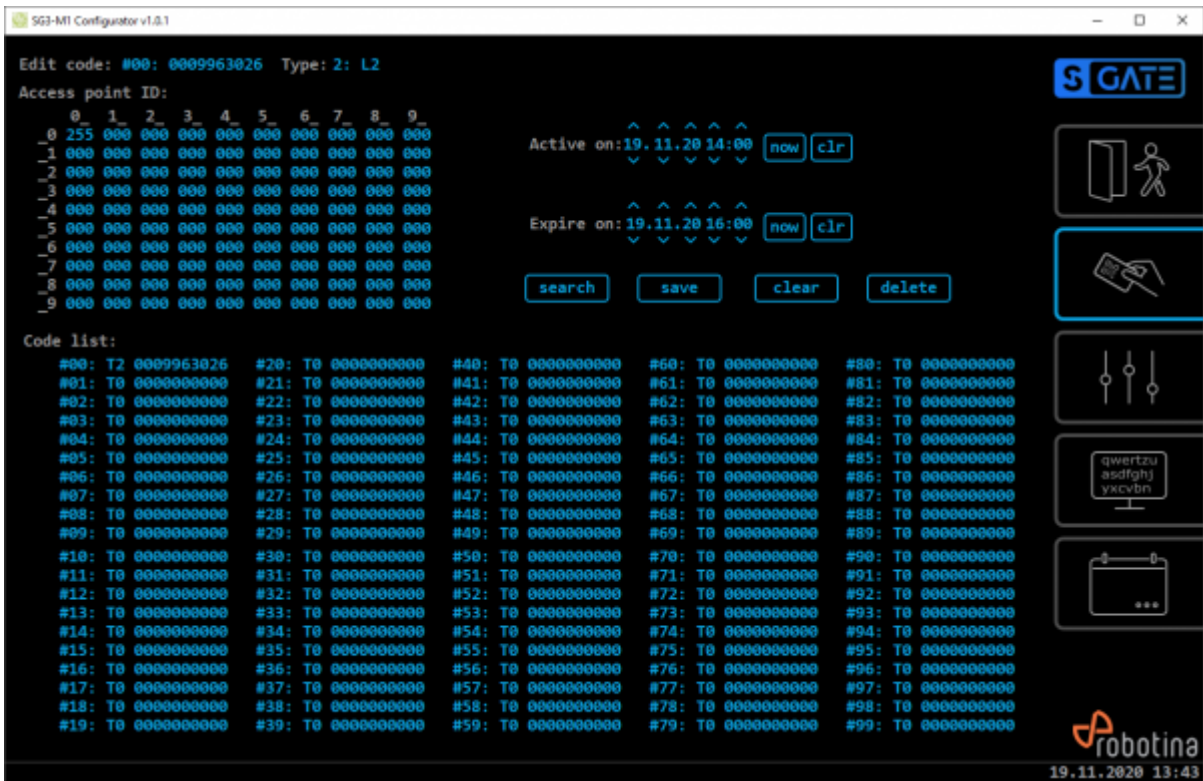 SG3-M1 Configurator v1.0.1
Edit code: #00: 0009963026 Type: 2: L2
Access point ID:
0_ 1_ 2_ 3_ 4_ 5_ 6_ 7_ 8_ 9_
_0 255 000 000 000 000 000 000 000 000 000
_1 000 000 000 000 000 000 000 000 000 000
_2 000 000 000 000 000 000 000 000 000 000
_3 000 000 000 000 000 000 000 000 000 000
_4 000 000 000 000 000 000 000 000 000 000
_5 000 000 000 000 000 000 000 000 000 000
_6 000 000 000 000 000 000 000 000 000 000
_7 000 000 000 000 000 000 000 000 000 000
_8 000 000 000 000 000 000 000 000 000 000
_9 000 000 000 000 000 000 000 000 000 000
Active on: 19.11.20 14:00 now clr
Expire on: 19.11.20 16:00 now clr
search save clear delete
Code list:
#00: T2 0009963026 #20: T0 0000000000 #40: T0 0000000000 #60: T0 0000000000 #80: T0 0000000000
#01: T0 0000000000 #21: T0 0000000000 #41: T0 0000000000 #61: T0 0000000000 #81: T0 0000000000
#02: T0 0000000000 #22: T0 0000000000 #42: T0 0000000000 #62: T0 0000000000 #82: T0 0000000000
#03: T0 0000000000 #23: T0 0000000000 #43: T0 0000000000 #63: T0 0000000000 #83: T0 0000000000
#04: T0 0000000000 #24: T0 0000000000 #44: T0 0000000000 #64: T0 0000000000 #84: T0 0000000000
#05: T0 0000000000 #25: T0 0000000000 #45: T0 0000000000 #65: T0 0000000000 #85: T0 0000000000
#06: T0 0000000000 #26: T0 0000000000 #46: T0 0000000000 #66: T0 0000000000 #86: T0 0000000000
#07: T0 0000000000 #27: T0 0000000000 #47: T0 0000000000 #67: T0 0000000000 #87: T0 0000000000
#08: T0 0000000000 #28: T0 0000000000 #48: T0 0000000000 #68: T0 0000000000 #88: T0 0000000000
#09: T0 0000000000 #29: T0 0000000000 #49: T0 0000000000 #69: T0 0000000000 #89: T0 0000000000
#10: T0 0000000000 #30: T0 0000000000 #50: T0 0000000000 #70: T0 0000000000 #90: T0 0000000000
#11: T0 0000000000 #31: T0 0000000000 #51: T0 0000000000 #71: T0 0000000000 #91: T0 0000000000
#12: T0 0000000000 #32: T0 0000000000 #52: T0 0000000000 #72: T0 0000000000 #92: T0 0000000000
#13: T0 0000000000 #33: T0 0000000000 #53: T0 0000000000 #73: T0 0000000000 #93: T0 0000000000
#14: T0 0000000000 #34: T0 0000000000 #54: T0 0000000000 #74: T0 0000000000 #94: T0 0000000000
#15: T0 0000000000 #35: T0 0000000000 #55: T0 0000000000 #75: T0 0000000000 #95: T0 0000000000
#16: T0 0000000000 #36: T0 0000000000 #56: T0 0000000000 #76: T0 0000000000 #96: T0 0000000000
#17: T0 0000000000 #37: T0 0000000000 #57: T0 0000000000 #77: T0 0000000000 #97: T0 0000000000
#18: T0 0000000000 #38: T0 0000000000 #58: T0 0000000000 #78: T0 0000000000 #98: T0 0000000000
#19: T0 0000000000 #39: T0 0000000000 #59: T0 0000000000 #79: T0 0000000000 #99: T0 0000000000
S GATE
qwertzu
asdfghj
yxcvbn
robotina
19.11.2020 13:43